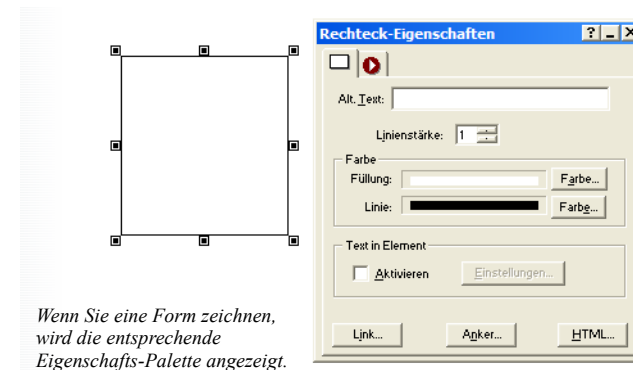 Rechteck-Eigenschaften
Alt. Text:
Linienstärke: 1
Farbe
Füllung: Farbe...
Linie: Farbe...
Text in Element
Aktivieren Einstellungen...
Link... Anker... HTML...
Wenn Sie eine Form zeichnen,
wird die entsprechende
Eigenschafts-Palette angezeigt.